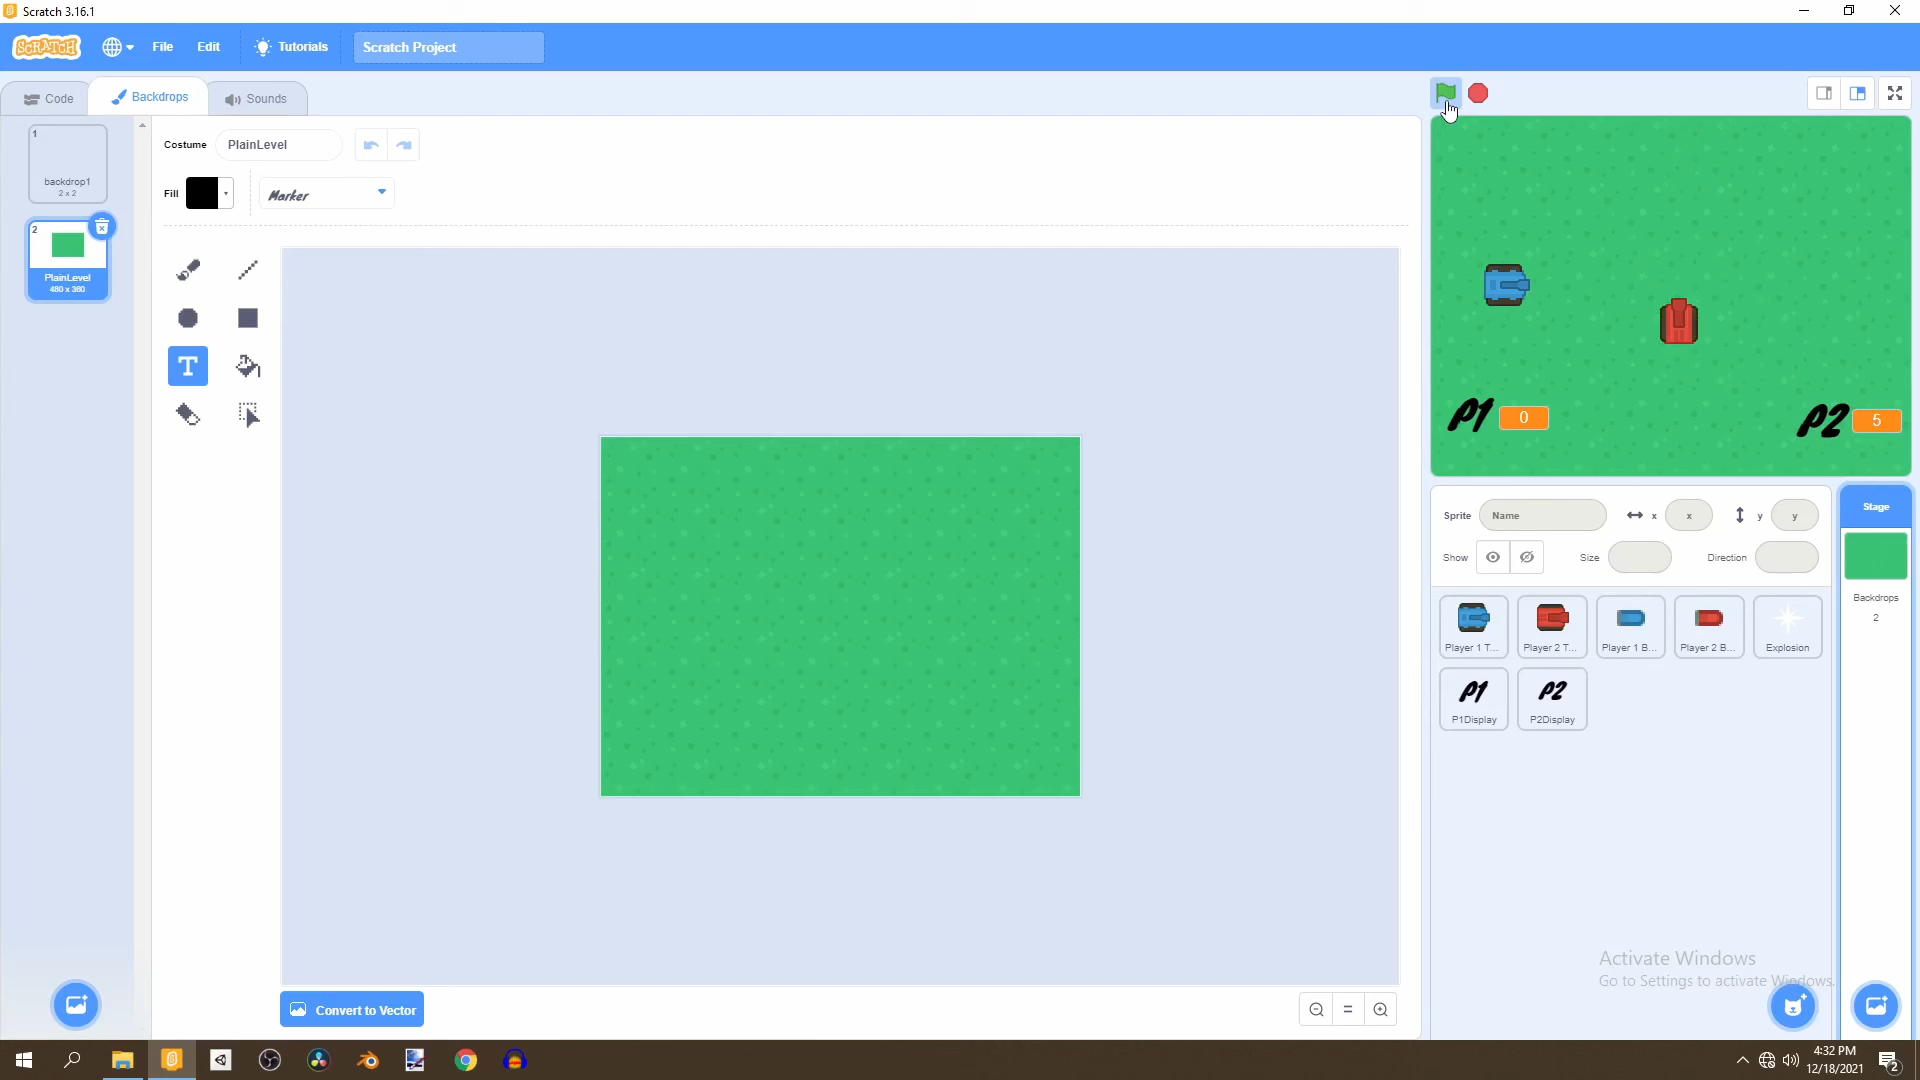 Scratch 3.16.1
SCRATCH
File
Edit
Tutorials
Scratch Project
Code
Backdrops
Sounds
1
backdrop1
2 x 2
2
PlainLevel
480 x 360
Costume
PlainLevel
Fill
Marker
T
Convert to Vector
P1
0
P2
5
Sprite
Name
x
x
y
y
Show
Size
Direction
Player 1 T...
Player 2 T...
Player 1 B...
Player 2 B...
Explosion
P1
P1Display
P2
P2Display
Stage
Backdrops
2
Activate Windows
Go to Settings to activate Windows.
4:32 PM
12/18/2021
2